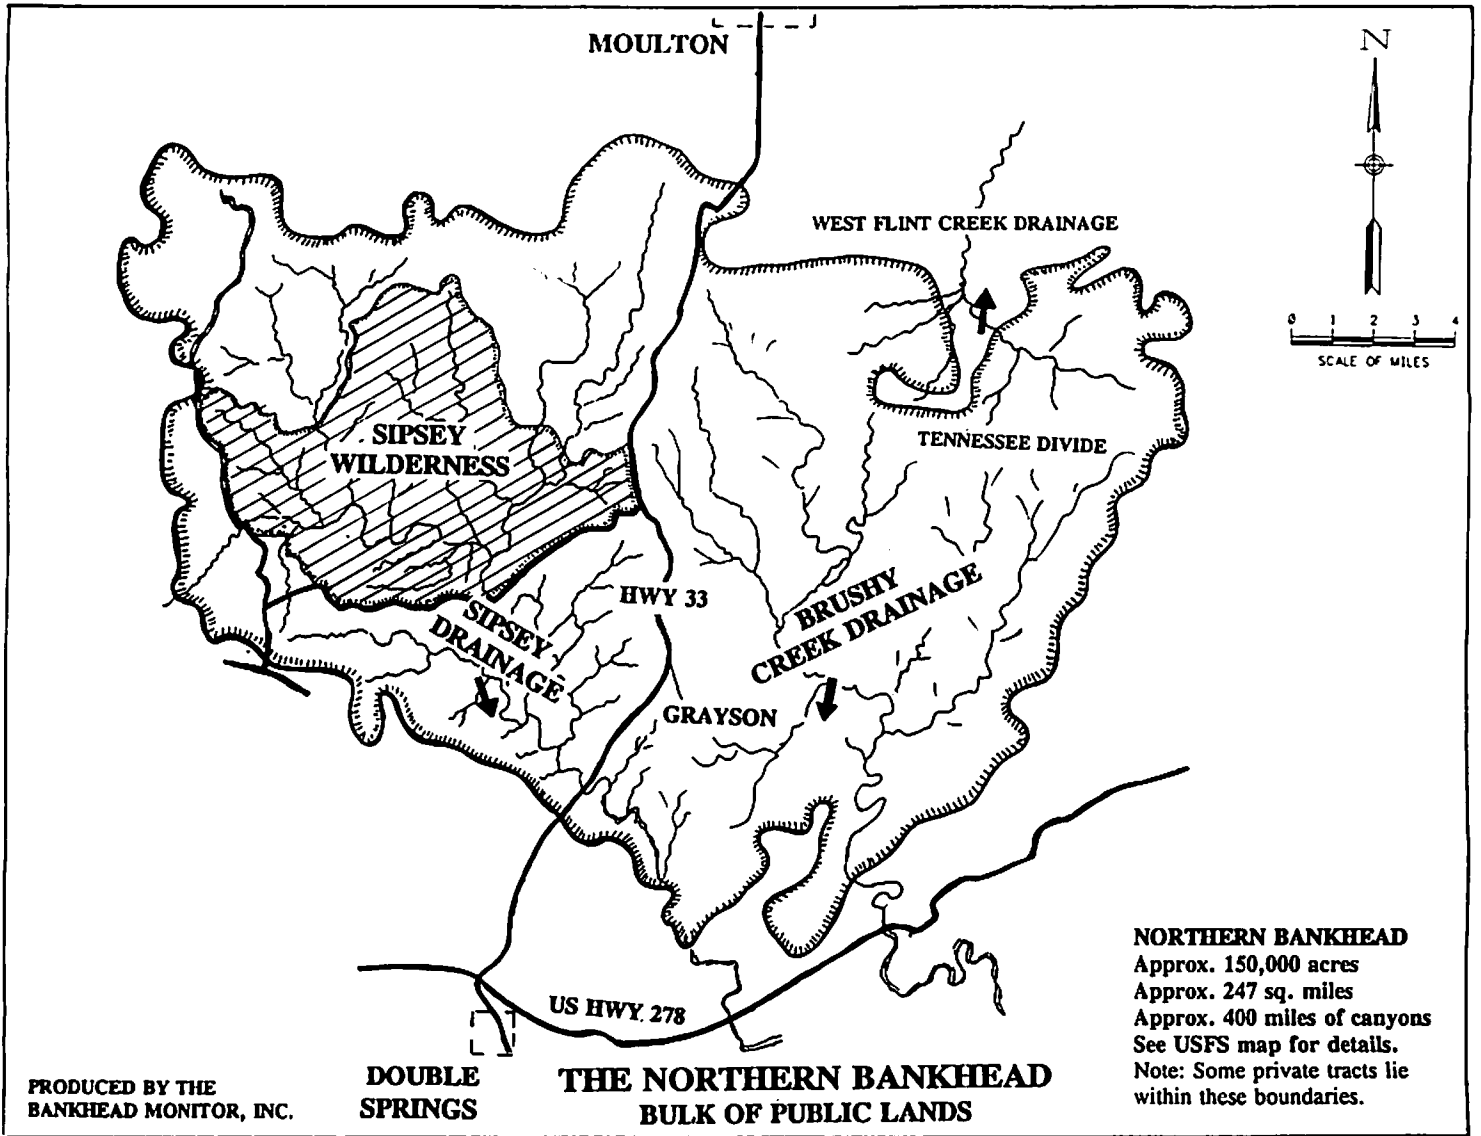 MOULTON
N
WEST FLINT CREEK DRAINAGE
0 1 2 3 4
SCALE OF MILES
TENNESSEE DIVIDE
SIPSEY
WILDERNESS
HWY 33
SIPSEY
DRAINAGE
BRUSHY
CREEK DRAINAGE
GRAYSON
US HWY. 278
NORTHERN BANKHEAD
Approx. 150,000 acres
Approx. 247 sq. miles
Approx. 400 miles of canyons
See USFS map for details.
Note: Some private tracts lie
within these boundaries.
PRODUCED BY THE
BANKHEAD MONITOR, INC.
DOUBLE
SPRINGS
THE NORTHERN BANKHEAD
BULK OF PUBLIC LANDS